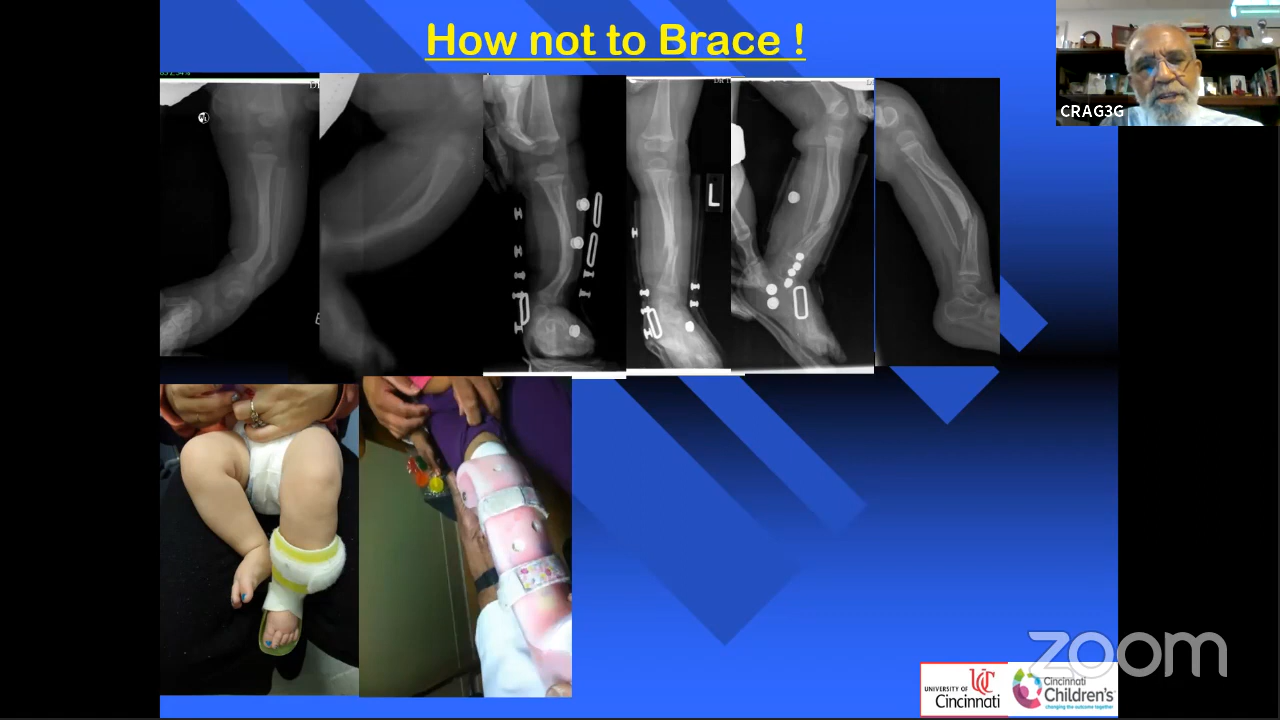 How not to Brace !
CRAG3G
L
zoom
UNIVERSITY OF
Cincinnati
Cincinnati
Children's
changing the outcome together